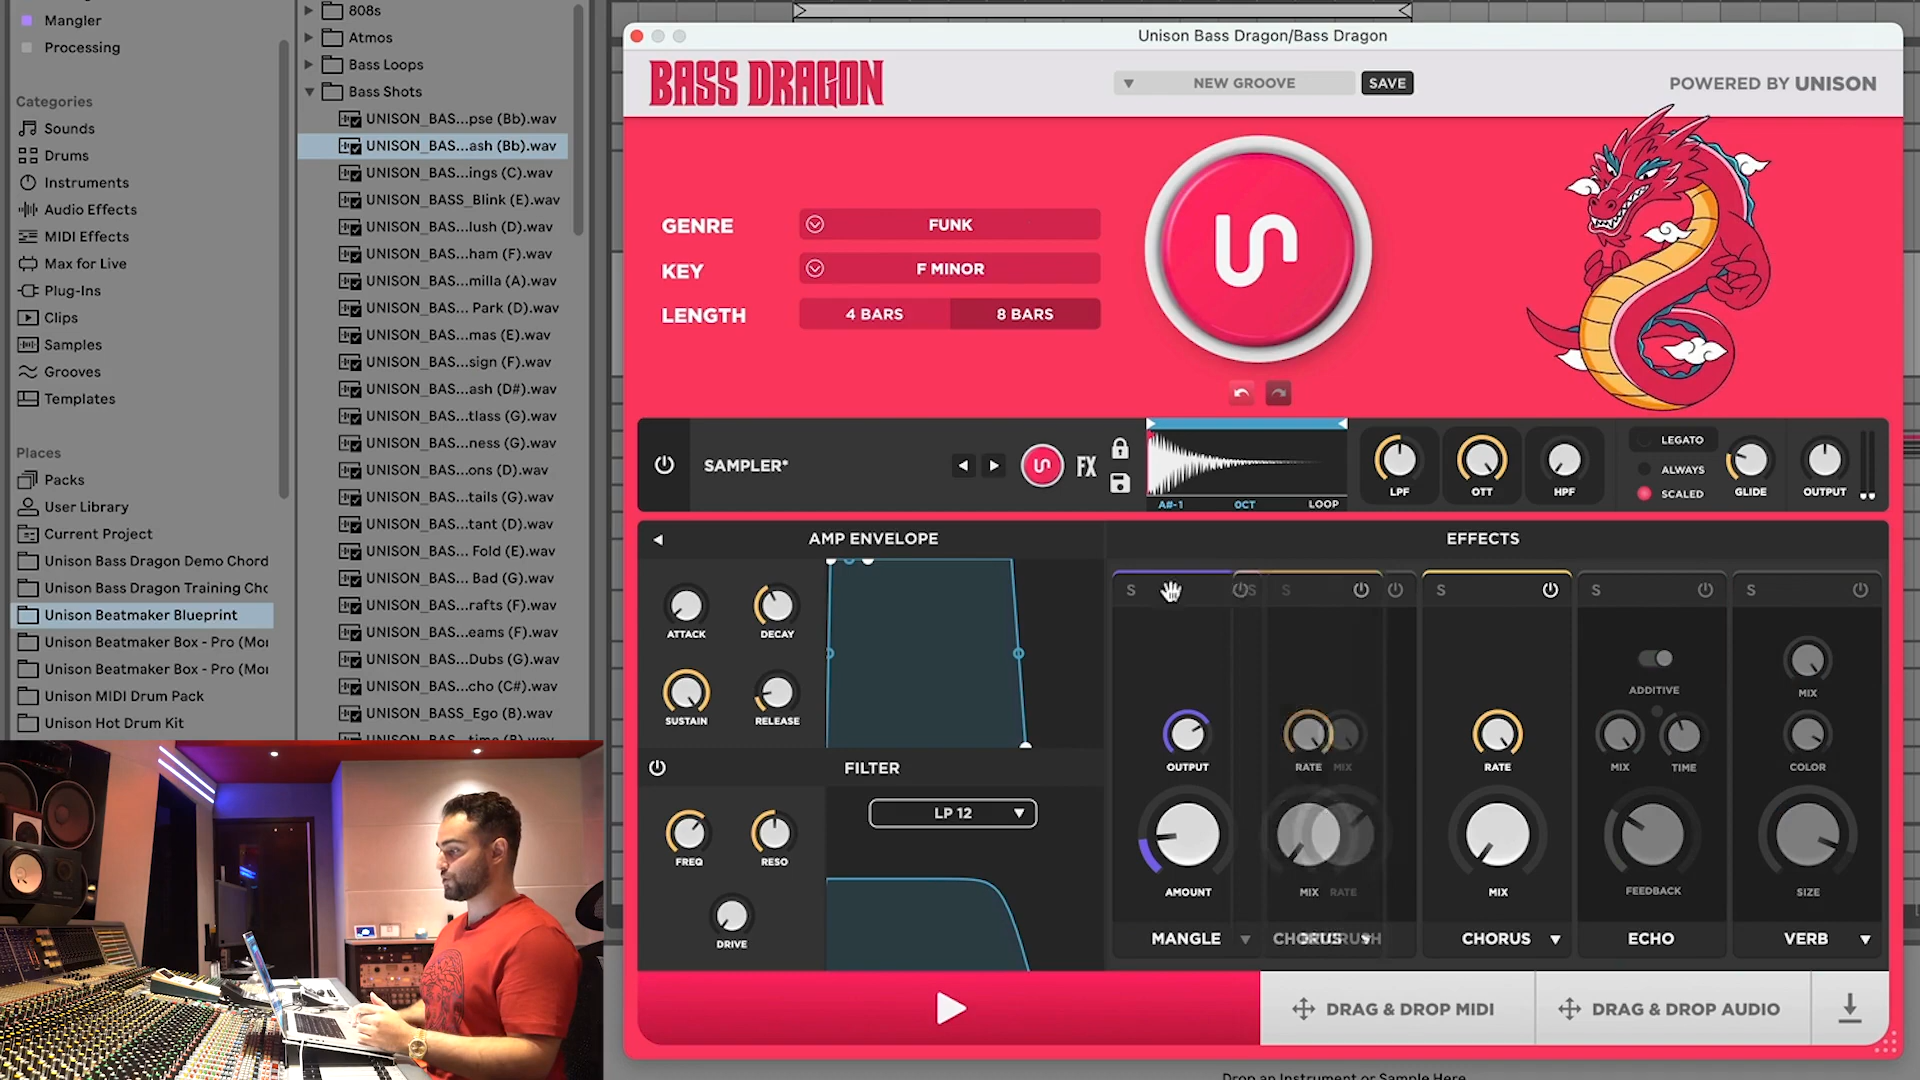 Mangler
Processing
Categories
Sounds
Drums
Instruments
Audio Effects
MIDI Effects
Max for Live
Plug-Ins
Clips
Samples
Grooves
Templates
Places
Packs
User Library
Current Project
Unison Bass Dragon Demo Chord
Unison Bass Dragon Training Chc
Unison Beatmaker Blueprint
Unison Beatmaker Box - Pro (Moı
Unison Beatmaker Box - Pro (Moı
Unison MIDI Drum Pack
Unison Hot Drum Kit
808s
Atmos
Bass Loops
Bass Shots
UNISON_BAS...pse (Bb).wav
UNISON_BAS...ash (Bb).wav
UNISON_BAS...ings (C).wav
UNISON_BASS_Blink (E).wav
UNISON_BAS...lush (D).wav
UNISON_BAS...ham (F).wav
UNISON_BAS...milla (A).wav
UNISON_BAS... Park (D).wav
UNISON_BAS...mas (E).wav
UNISON_BAS...sign (F).wav
UNISON_BAS...ash (D#).wav
UNISON_BAS...tlass (G).wav
UNISON_BAS...ness (G).wav
UNISON_BAS...ons (D).wav
UNISON_BAS...tails (G).wav
UNISON_BAS...tant (D).wav
UNISON_BAS... Fold (E).wav
UNISON_BAS... Bad (G).wav
UNISON_BAS...rafts (F).wav
UNISON_BAS...eams (F).wav
UNISON_BAS...Dubs (G).wav
UNISON_BAS...cho (C#).wav
UNISON_BASS_Ego (B).wav
Unison Bass Dragon/Bass Dragon
BASS DRAGON
NEW GROOVE
SAVE
POWERED BY UNISON
GENRE
FUNK
KEY
F MINOR
LENGTH
4 BARS
8 BARS
SAMPLER*
FX
A#-1
OCT
LOOP
LPF
OTT
HPF
LEGATO
ALWAYS
SCALED
GLIDE
OUTPUT
AMP ENVELOPE
ATTACK
DECAY
SUSTAIN
RELEASE
FILTER
LP 12
FREQ
RESO
DRIVE
EFFECTS
S
S
S
S
S
S
OUTPUT
AMOUNT
MANGLE
RATE
MIX
MIX
RATE
CHORUS
RATE
MIX
CHORUS
ADDITIVE
MIX
TIME
FEEDBACK
ECHO
MIX
COLOR
SIZE
VERB
DRAG & DROP MIDI
DRAG & DROP AUDIO
Drop an Instrument or Sample Here